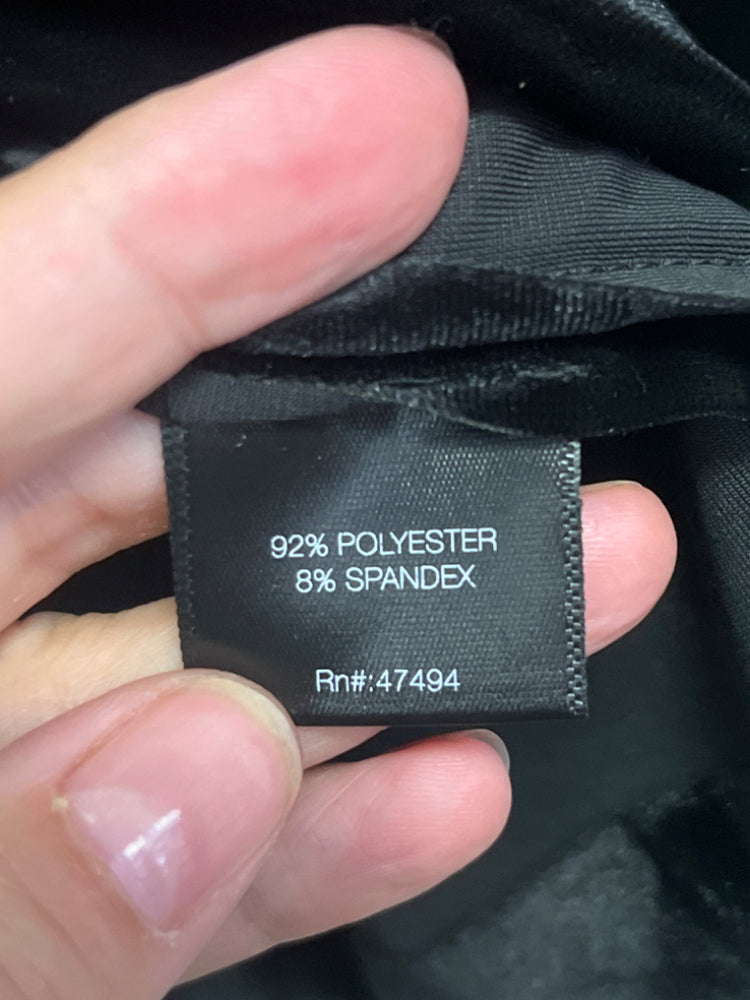 92% POLYESTER
8% SPANDEX
Rn#:47494